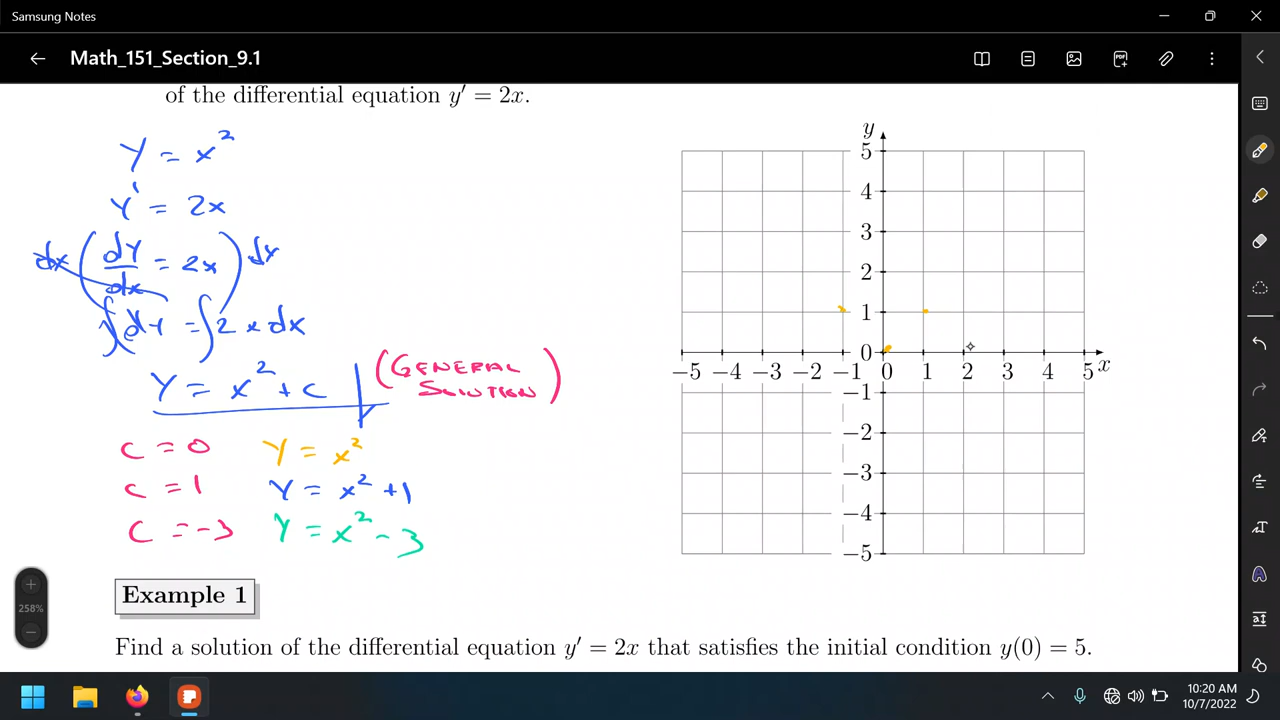 Samsung Notes
Math_151_Section_9.1
of the differential equation y′ = 2x.
Y = x²
Y' = 2x
dx ( dY/dx = 2x ) dx
∫ dY = ∫ 2x dx
Y = x² + c (GENERAL SOLUTION)
c = 0 Y = x²
c = 1 Y = x² + 1
c = -3 Y = x² - 3
y
5
4
3
2
1
0
−5 −4 −3 −2 −1 0 1 2 3 4 5 x
−1
−2
−3
−4
−5
258%
Example 1
Find a solution of the differential equation y′ = 2x that satisfies the initial condition y(0) = 5.
10:20 AM
10/7/2022